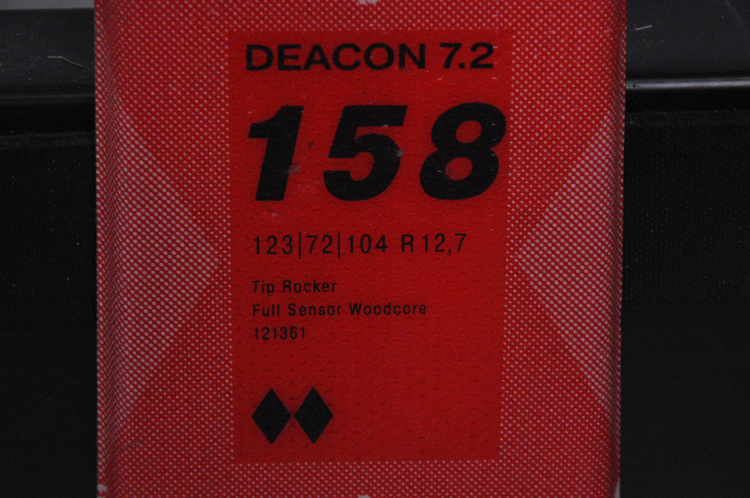 DEACON 7.2
158
123|72|104 R12,7
Tip Rocker
Full Sensor Woodcore
121361